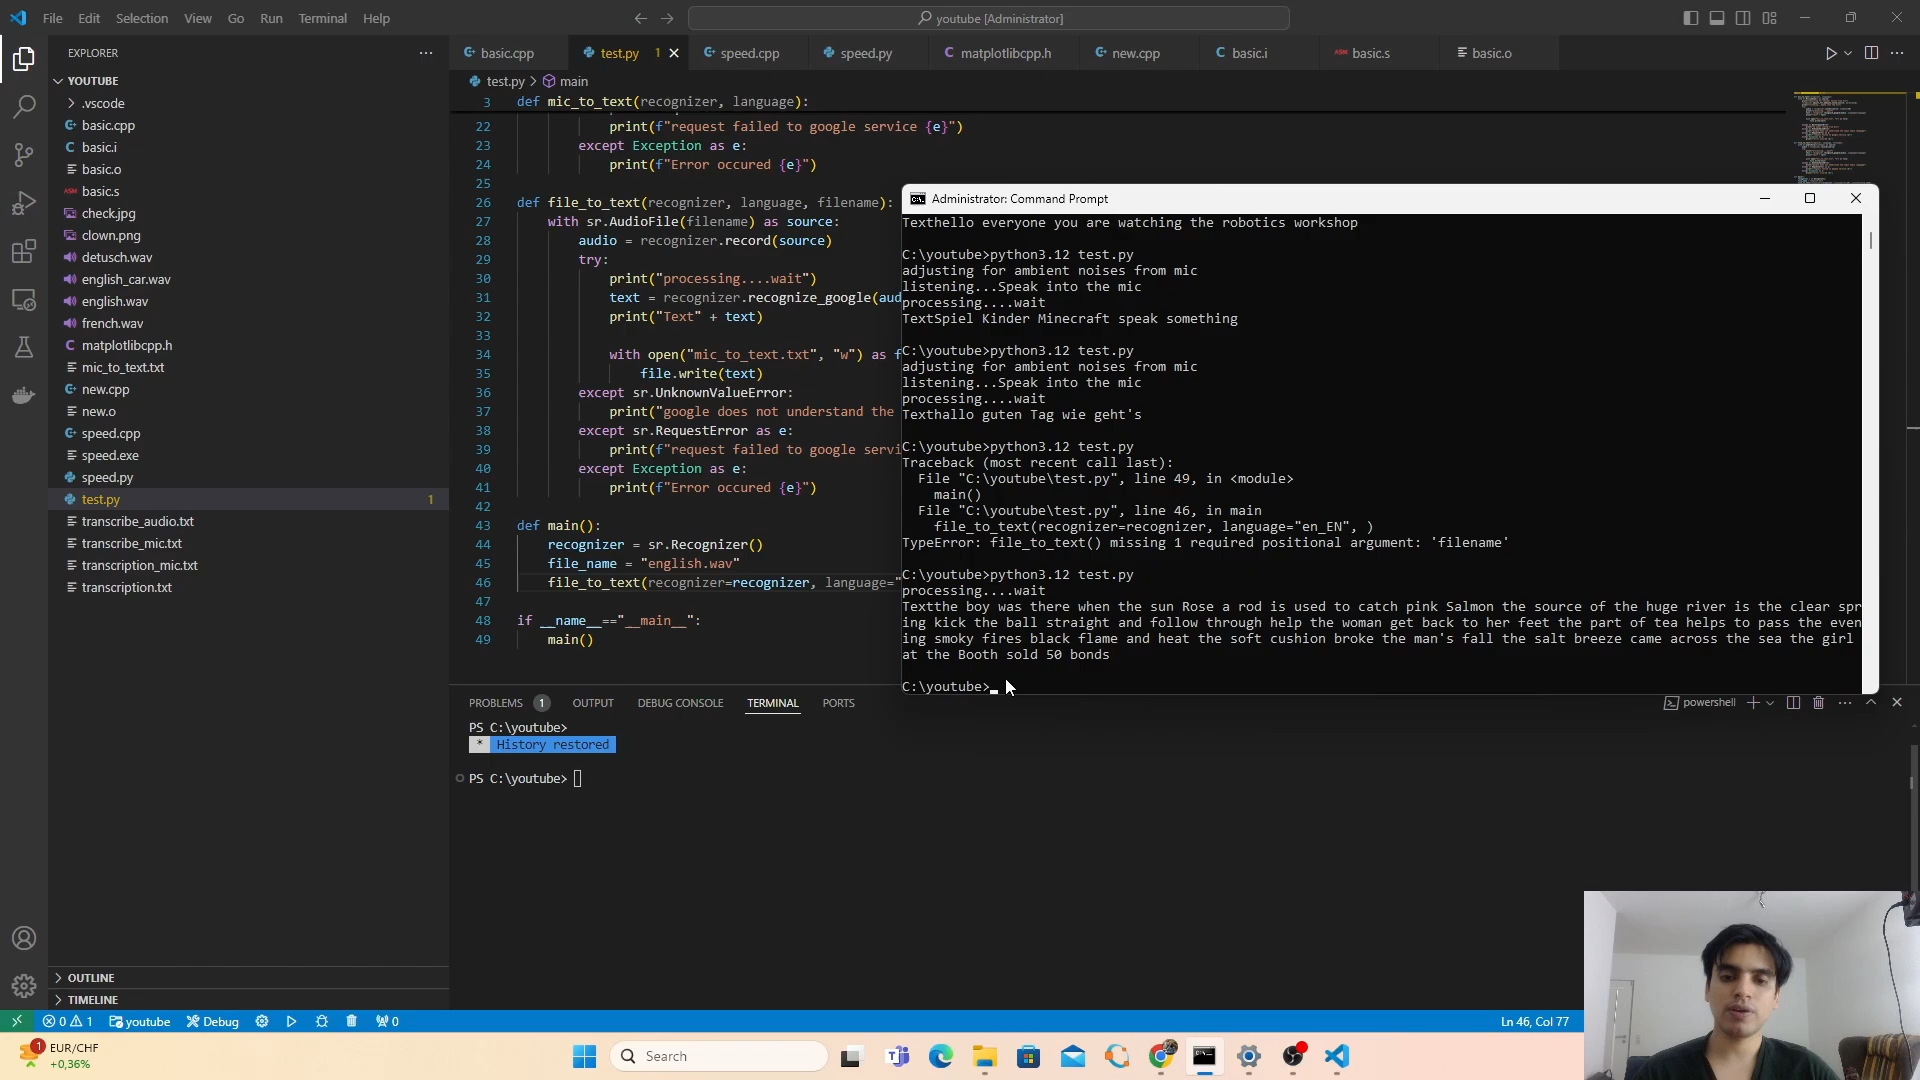 File Edit Selection View Go Run Terminal Help
youtube [Administrator]
EXPLORER
YOUTUBE
.vscode
basic.cpp
basic.i
basic.o
basic.s
check.jpg
clown.png
detusch.wav
english_car.wav
english.wav
french.wav
matplotlibcpp.h
mic_to_text.txt
new.cpp
new.o
speed.cpp
speed.exe
speed.py
test.py 1
transcribe_audio.txt
transcribe_mic.txt
transcription_mic.txt
transcription.txt
OUTLINE
TIMELINE
basic.cpp test.py 1 speed.cpp speed.py matplotlibcpp.h new.cpp basic.i basic.s basic.o
test.py > main
3 def mic_to_text(recognizer, language):
22 print(f"request failed to google service {e}")
23 except Exception as e:
24 print(f"Error occured {e}")
25
26 def file_to_text(recognizer, language, filename):
27 with sr.AudioFile(filename) as source:
28 audio = recognizer.record(source)
29 try:
30 print("processing....wait")
31 text = recognizer.recognize_google(aud
32 print("Text" + text)
33
34 with open("mic_to_text.txt", "w") as f
35 file.write(text)
36 except sr.UnknownValueError:
37 print("google does not understand the
38 except sr.RequestError as e:
39 print(f"request failed to google servi
40 except Exception as e:
41 print(f"Error occured {e}")
42
43 def main():
44 recognizer = sr.Recognizer()
45 file_name = "english.wav"
46 file_to_text(recognizer=recognizer, language="
47
48 if __name__=="__main__":
49 main()
Administrator: Command Prompt
Texthello everyone you are watching the robotics workshop
C:\youtube>python3.12 test.py
adjusting for ambient noises from mic
listening...Speak into the mic
processing....wait
TextSpiel Kinder Minecraft speak something
C:\youtube>python3.12 test.py
adjusting for ambient noises from mic
listening...Speak into the mic
processing....wait
Texthallo guten Tag wie geht's
C:\youtube>python3.12 test.py
Traceback (most recent call last):
File "C:\youtube\test.py", line 49, in <module>
main()
File "C:\youtube\test.py", line 46, in main
file_to_text(recognizer=recognizer, language="en_EN", )
TypeError: file_to_text() missing 1 required positional argument: 'filename'
C:\youtube>python3.12 test.py
processing....wait
Textthe boy was there when the sun Rose a rod is used to catch pink Salmon the source of the huge river is the clear spr
ing kick the ball straight and follow through help the woman get back to her feet the part of tea helps to pass the even
ing smoky fires black flame and heat the soft cushion broke the man's fall the salt breeze came across the sea the girl
at the Booth sold 50 bonds
C:\youtube>_
PROBLEMS 1 OUTPUT DEBUG CONSOLE TERMINAL PORTS
powershell
PS C:\youtube>
* History restored
PS C:\youtube>
0 1 youtube Debug 0
Ln 46, Col 77
1 EUR/CHF
+0,36%
Search